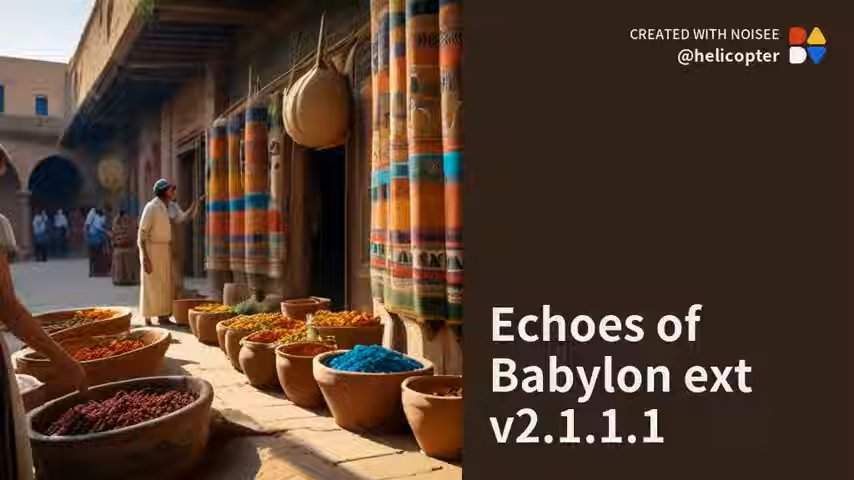 CREATED WITH NOISEE
@helicopter
Echoes of
Babylon ext
v2.1.1.1